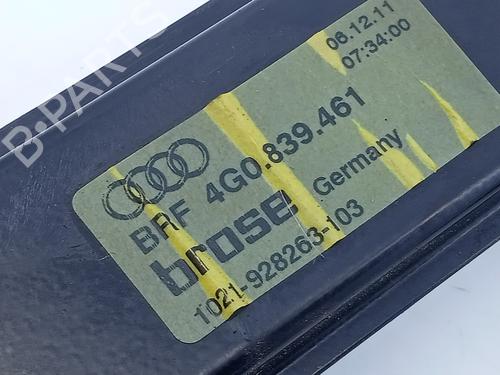 B-PARTS
06.12.11
07:34:00
BRF 4G0.839.461
brose Germany
1021-928263-103